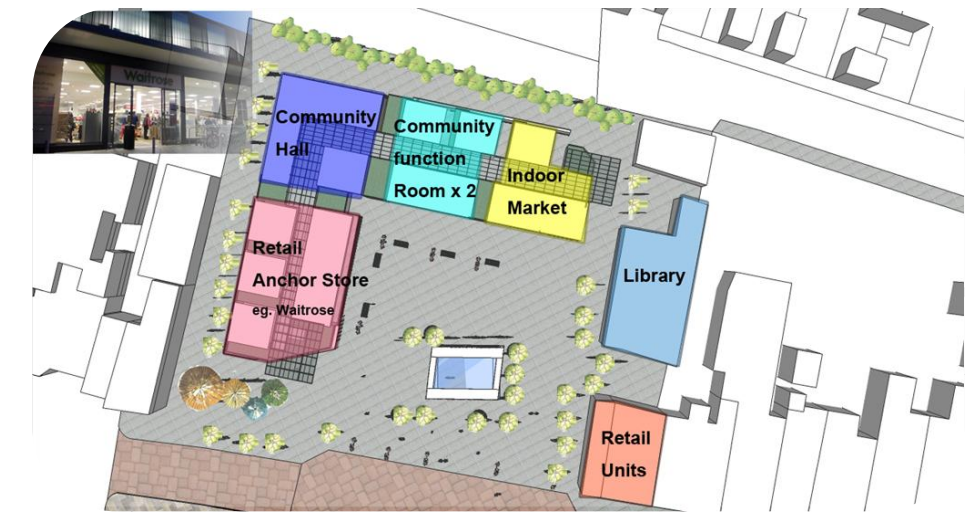 Waitrose
Community
Hall
Community
function
Room x 2
Indoor
Market
Retail
Anchor Store
eg. Waitrose
Library
Retail
Units